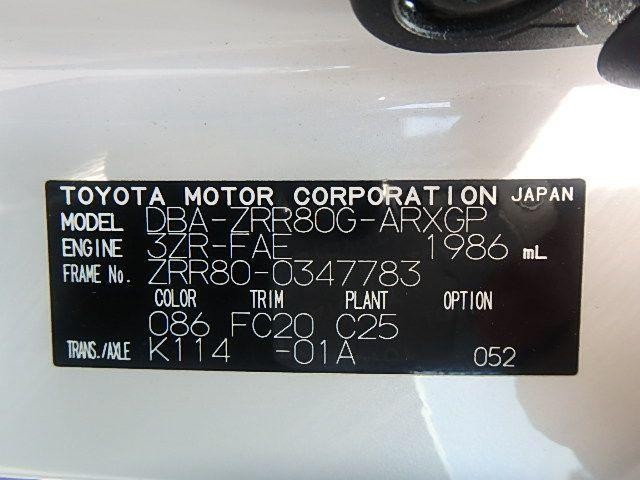 TOYOTA MOTOR CORPORATION JAPAN
MODEL DBA-ZRR80G-ARXGP
ENGINE 3ZR-FAE 1986 mL
FRAME No. ZRR80-0347783
COLOR TRIM PLANT OPTION
086 FC20 C25
TRANS./AXLE K114 -01A 052